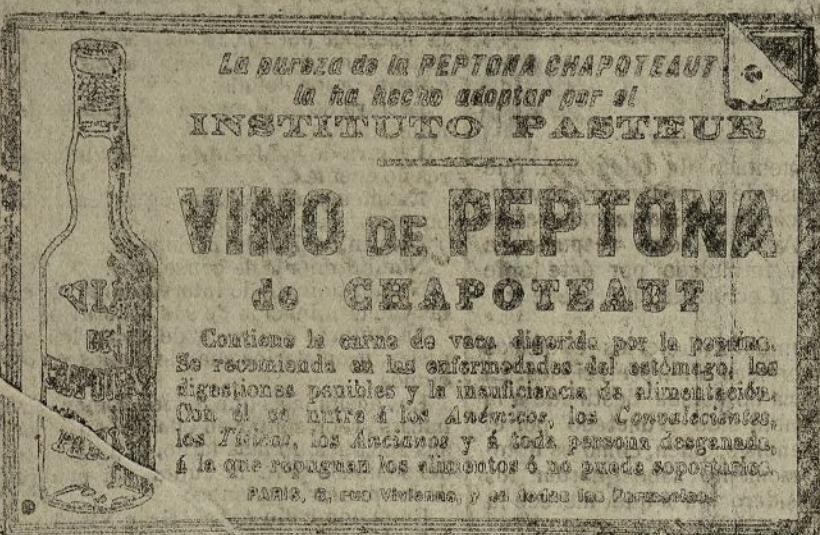 La pureza de la PEPTONA CHAPOTEAUT
la ha hecho adoptar por el
INSTITUTO PASTEUR
VINO DE PEPTONA
de CHAPOTEAUT
Contiene la carne de vaca digerida por la pepsina.
Se recomienda en las enfermedades del estómago, las
digestiones penibles y la insuficiencia de alimentación.
Con él se nutre á los Anémicos, los Convalecientes,
los Tísicos, los Ancianos y á toda persona desganada,
á la que repugnan los alimentos ó no puede soportarlos.
PARIS, 8, rue Vivienne, y en todas las Farmacias.